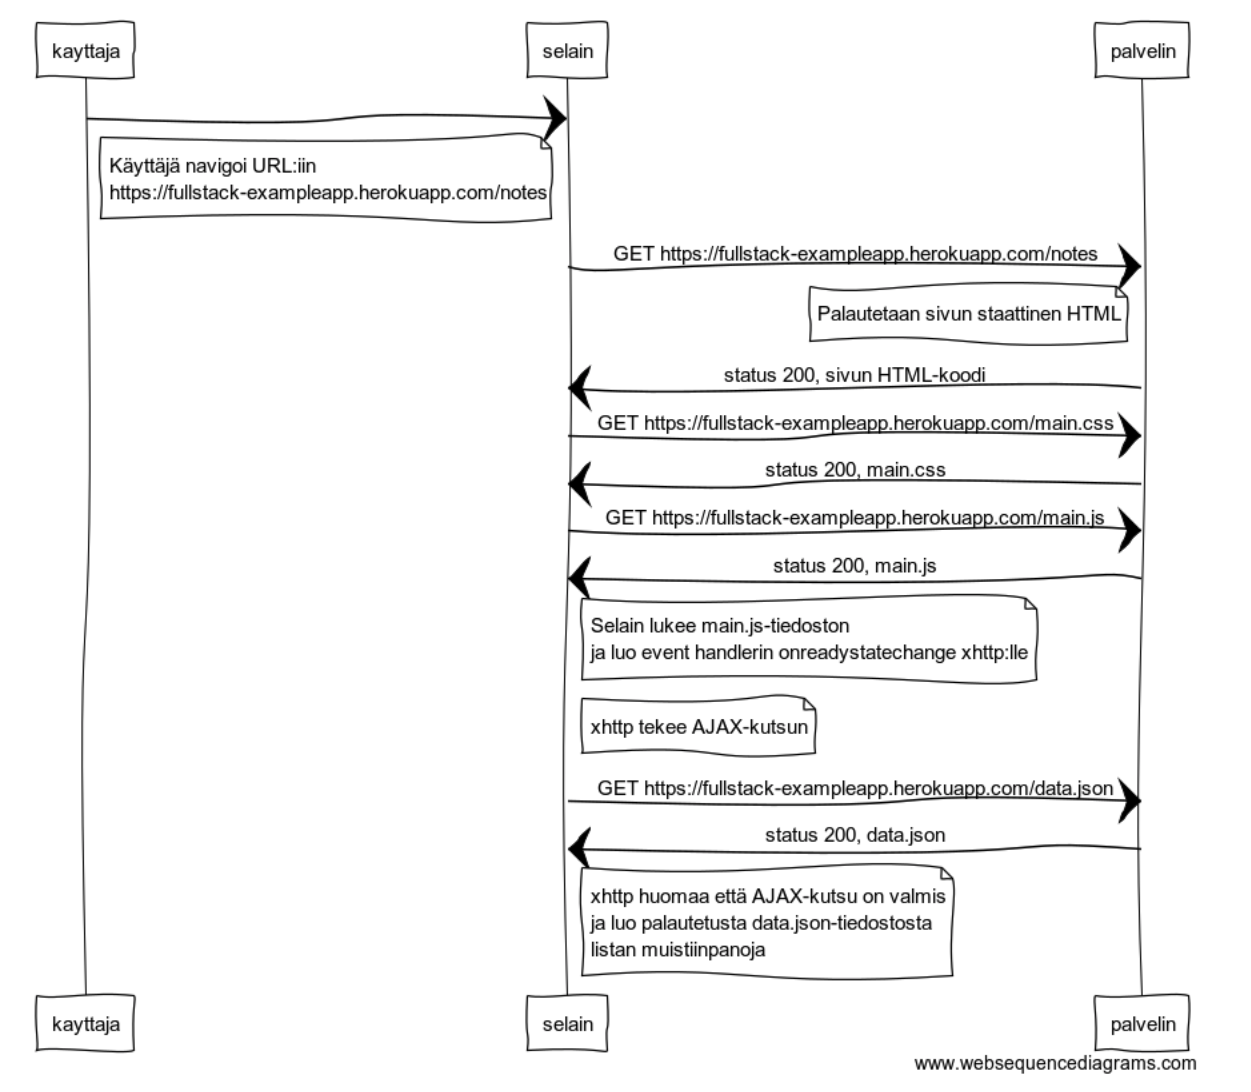 kayttaja
selain
palvelin
Käyttäjä navigoi URL:iin
https://fullstack-exampleapp.herokuapp.com/notes
GET https://fullstack-exampleapp.herokuapp.com/notes
Palautetaan sivun staattinen HTML
status 200, sivun HTML-koodi
GET https://fullstack-exampleapp.herokuapp.com/main.css
status 200, main.css
GET https://fullstack-exampleapp.herokuapp.com/main.js
status 200, main.js
Selain lukee main.js-tiedoston
ja luo event handlerin onreadystatechange xhttp:lle
xhttp tekee AJAX-kutsun
GET https://fullstack-exampleapp.herokuapp.com/data.json
status 200, data.json
xhttp huomaa että AJAX-kutsu on valmis
ja luo palautetusta data.json-tiedostosta
listan muistiinpanoja
kayttaja
selain
palvelin
www.websequencediagrams.com